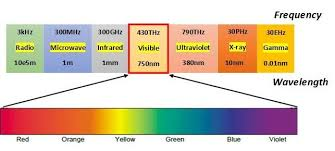 Frequency
3kHz 300MHz 300GHz 430THz 790THz 30PHz 30EHz
Radio Microwave Infrared Visible Ultraviolet X-ray Gamma
10e5m 1m 1mm 750nm 380nm 10nm 0.01nm
Wavelength
Red Orange Yellow Green Blue Violet